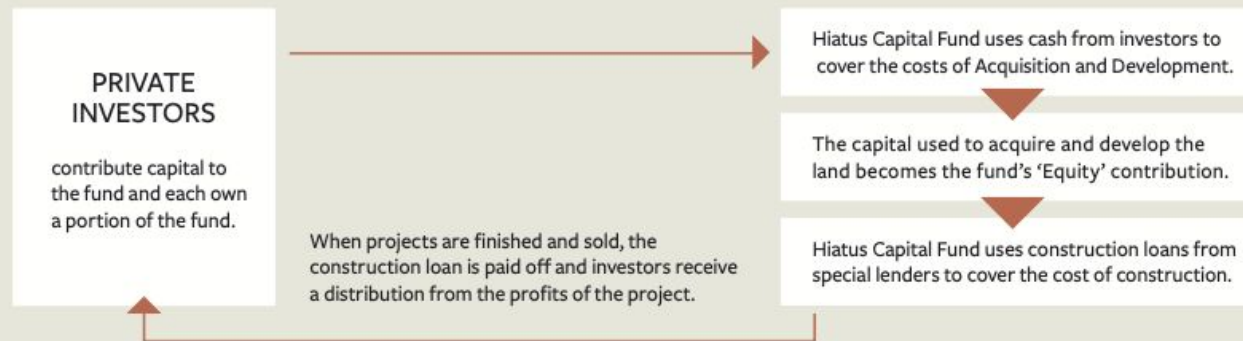 PRIVATE
INVESTORS
contribute capital to
the fund and each own
a portion of the fund.
Hiatus Capital Fund uses cash from investors to
cover the costs of Acquisition and Development.
The capital used to acquire and develop the
land becomes the fund's ‘Equity’ contribution.
Hiatus Capital Fund uses construction loans from
special lenders to cover the cost of construction.
When projects are finished and sold, the
construction loan is paid off and investors receive
a distribution from the profits of the project.